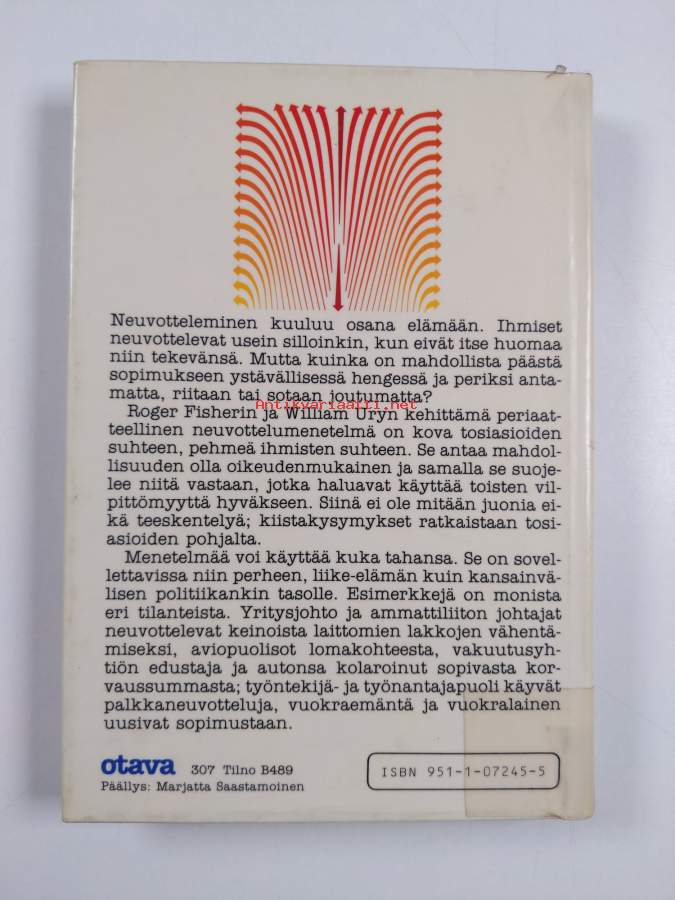 Neuvotteleminen kuuluu osana elämään. Ihmiset
neuvottelevat usein silloinkin, kun eivät itse huomaa
niin tekevänsä. Mutta kuinka on mahdollista päästä
sopimukseen ystävällisessä hengessä ja periksi anta-
matta, riitaan tai sotaan joutumatta?
Antikvariaatti.net
Roger Fisherin ja William Uryn kehittämä periaat-
teellinen neuvottelumenetelmä on kova tosiasioiden
suhteen, pehmeä ihmisten suhteen. Se antaa mahdol-
lisuuden olla oikeudenmukainen ja samalla se suoje-
lee niitä vastaan, jotka haluavat käyttää toisten vil-
pittömyyttä hyväkseen. Siinä ei ole mitään juonia ei-
kä teeskentelyä; kiistakysymykset ratkaistaan tosi-
asioiden pohjalta.
Menetelmää voi käyttää kuka tahansa. Se on sovel-
lettavissa niin perheen, liike-elämän kuin kansainvä-
lisen politiikankin tasolle. Esimerkkejä on monista
eri tilanteista. Yritysjohto ja ammattiliiton johtajat
neuvottelevat keinoista laittomien lakkojen vähentä-
miseksi, aviopuolisot lomakohteesta, vakuutusyh-
tiön edustaja ja autonsa kolaroinut sopivasta kor-
vaussummasta; työntekijä- ja työnantajapuoli käyvät
palkkaneuvotteluja, vuokraemäntä ja vuokralainen
uusivat sopimustaan.
otava 307 Tilno B489
Päällys: Marjatta Saastamoinen
ISBN 951-1-07245-5